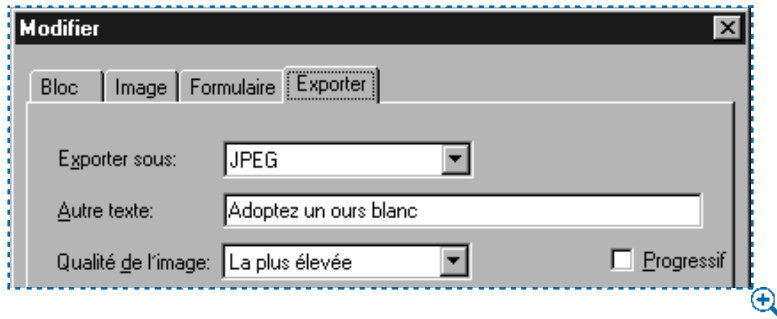 Modifier
Bloc Image Formulaire Exporter
Exporter sous: JPEG
Autre texte: Adoptez un ours blanc
Qualité de l'image: La plus élevée Progressif